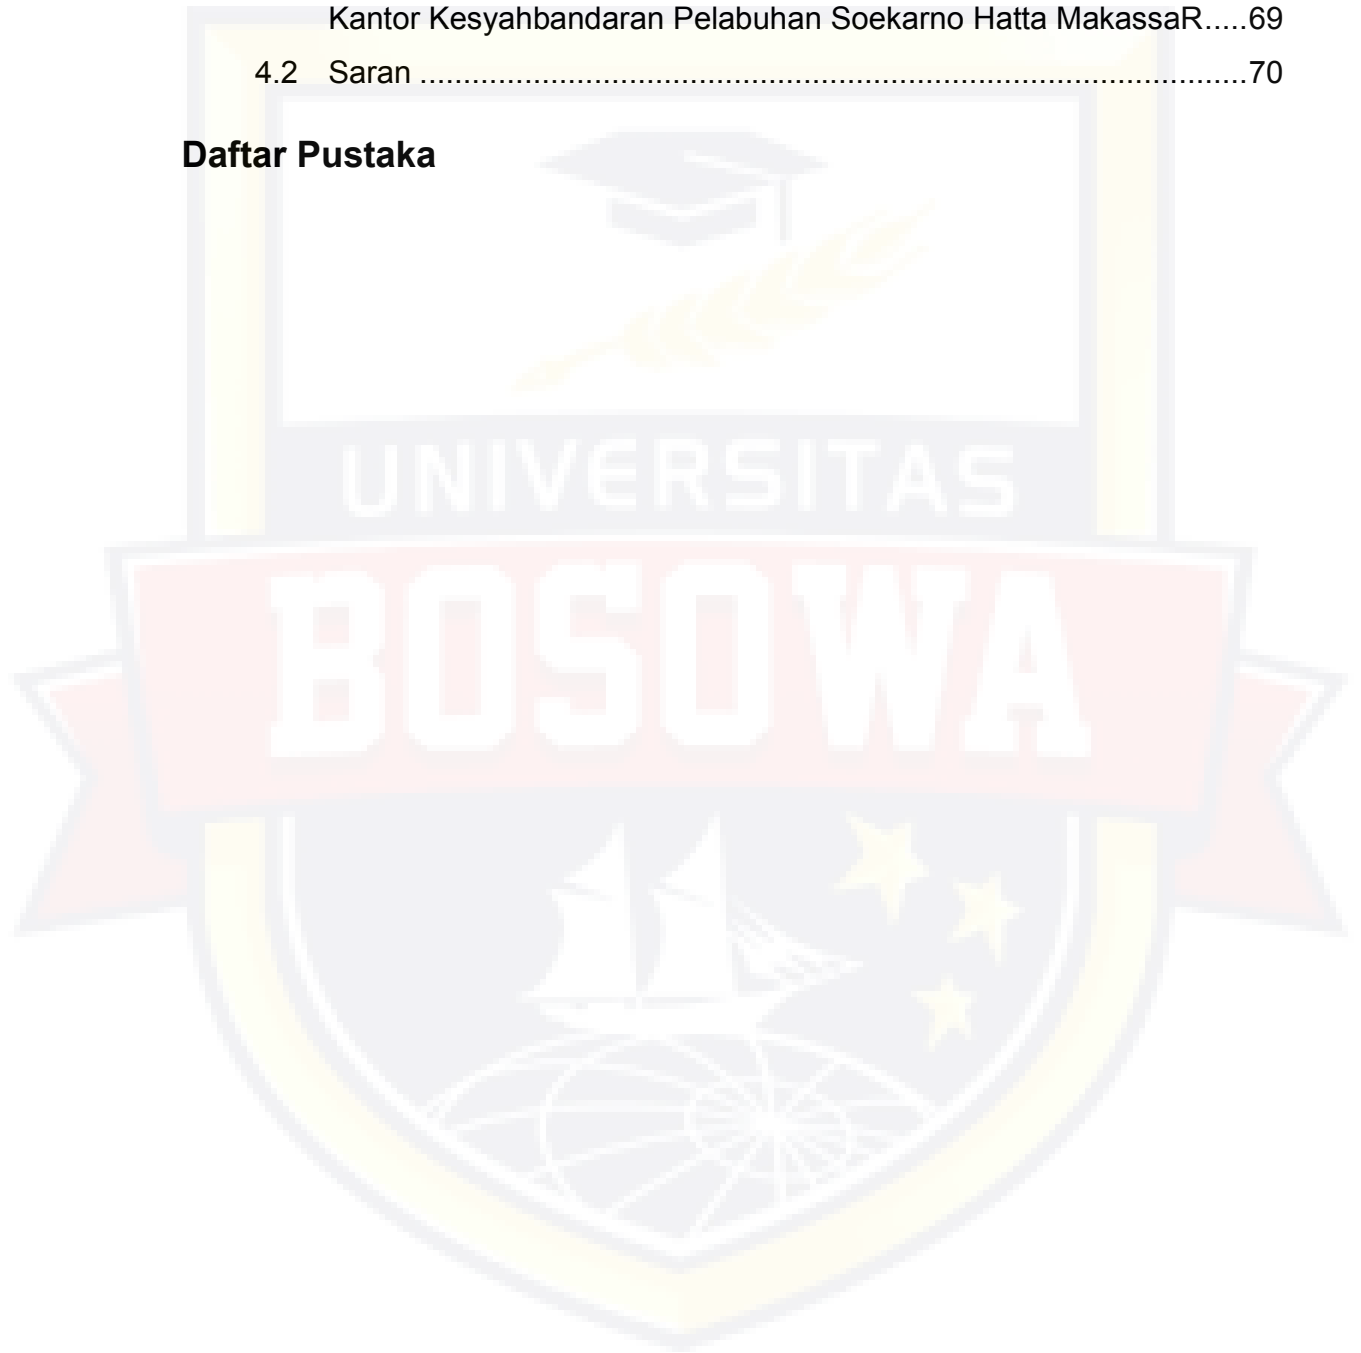 Kantor Kesyahbandaran Pelabuhan Soekarno Hatta MakassaR.....69
4.2 Saran ...............................................................................................70
Daftar Pustaka
UNIVERSITAS
BOSOWA